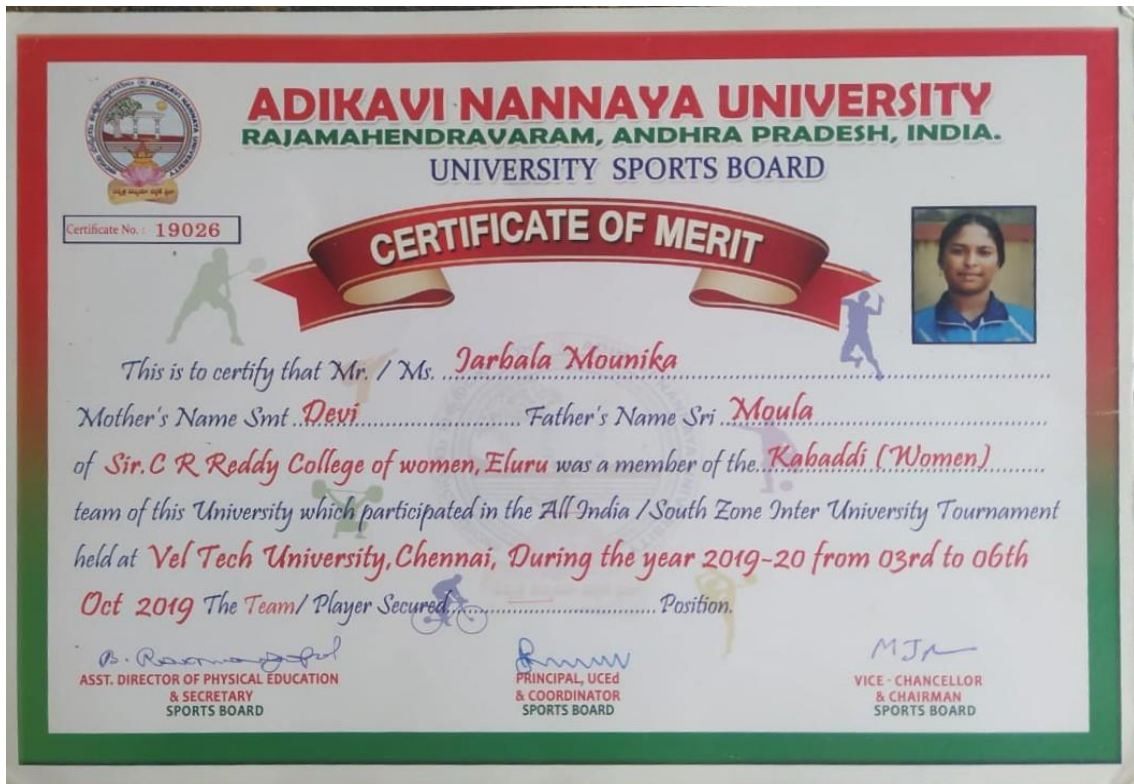 ADIKAVI NANNAYA UNIVERSITY
RAJAMAHENDRAVARAM, ANDHRA PRADESH, INDIA.
UNIVERSITY SPORTS BOARD
Certificate No. : 19026
CERTIFICATE OF MERIT
This is to certify that Mr. / Ms. Jarbala Mounika
Mother's Name Smt Devi Father's Name Sri Moula
of Sir.C R Reddy College of women, Eluru was a member of the Kabaddi (Women)
team of this University which participated in the All India / South Zone Inter University Tournament
held at Vel Tech University, Chennai, During the year 2019-20 from 03rd to 06th
Oct 2019 The Team/ Player Secured Position.
ASST. DIRECTOR OF PHYSICAL EDUCATION
& SECRETARY
SPORTS BOARD
PRINCIPAL, UCEd
& COORDINATOR
SPORTS BOARD
VICE - CHANCELLOR
& CHAIRMAN
SPORTS BOARD